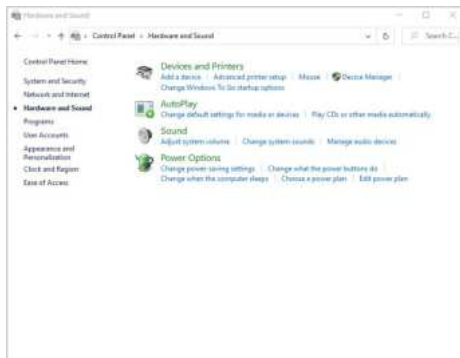 Hardware and Sound
Control Panel > Hardware and Sound
Search C...
Control Panel Home
System and Security
Network and Internet
Hardware and Sound
Programs
User Accounts
Appearance and
Personalization
Clock and Region
Ease of Access
Devices and Printers
Add a device | Advanced printer setup | Mouse | Device Manager |
Change Windows To Go startup options
AutoPlay
Change default settings for media or devices | Play CDs or other media automatically
Sound
Adjust system volume | Change system sounds | Manage audio devices
Power Options
Change power-saving settings | Change what the power buttons do |
Change when the computer sleeps | Choose a power plan | Edit power plan